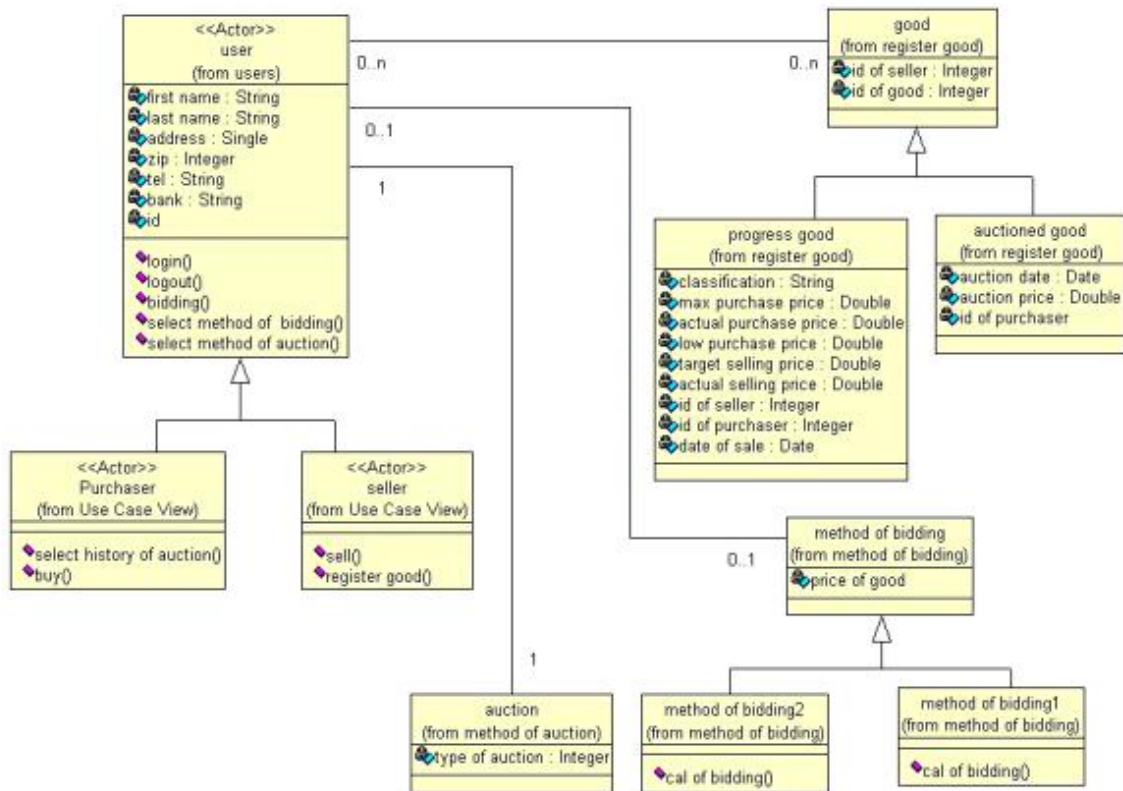 <<Actor>>
user
(from users)
first name : String
last name : String
address : Single
zip : Integer
tel : String
bank : String
id
login()
logout()
bidding()
select method of bidding()
select method of auction()
0..n
0..n
0..1
1
good
(from register good)
id of seller : Integer
id of good : Integer
progress good
(from register good)
classification : String
max purchase price : Double
actual purchase price : Double
low purchase price : Double
target selling price : Double
actual selling price : Double
id of seller : Integer
id of purchaser : Integer
date of sale : Date
auctioned good
(from register good)
auction date : Date
auction price : Double
id of purchaser
<<Actor>>
Purchaser
(from Use Case View)
select history of auction()
buy()
<<Actor>>
seller
(from Use Case View)
sell()
register good()
0..1
method of bidding
(from method of bidding)
price of good
1
auction
(from method of auction)
type of auction : Integer
method of bidding2
(from method of bidding)
cal of bidding()
method of bidding1
(from method of bidding)
cal of bidding()